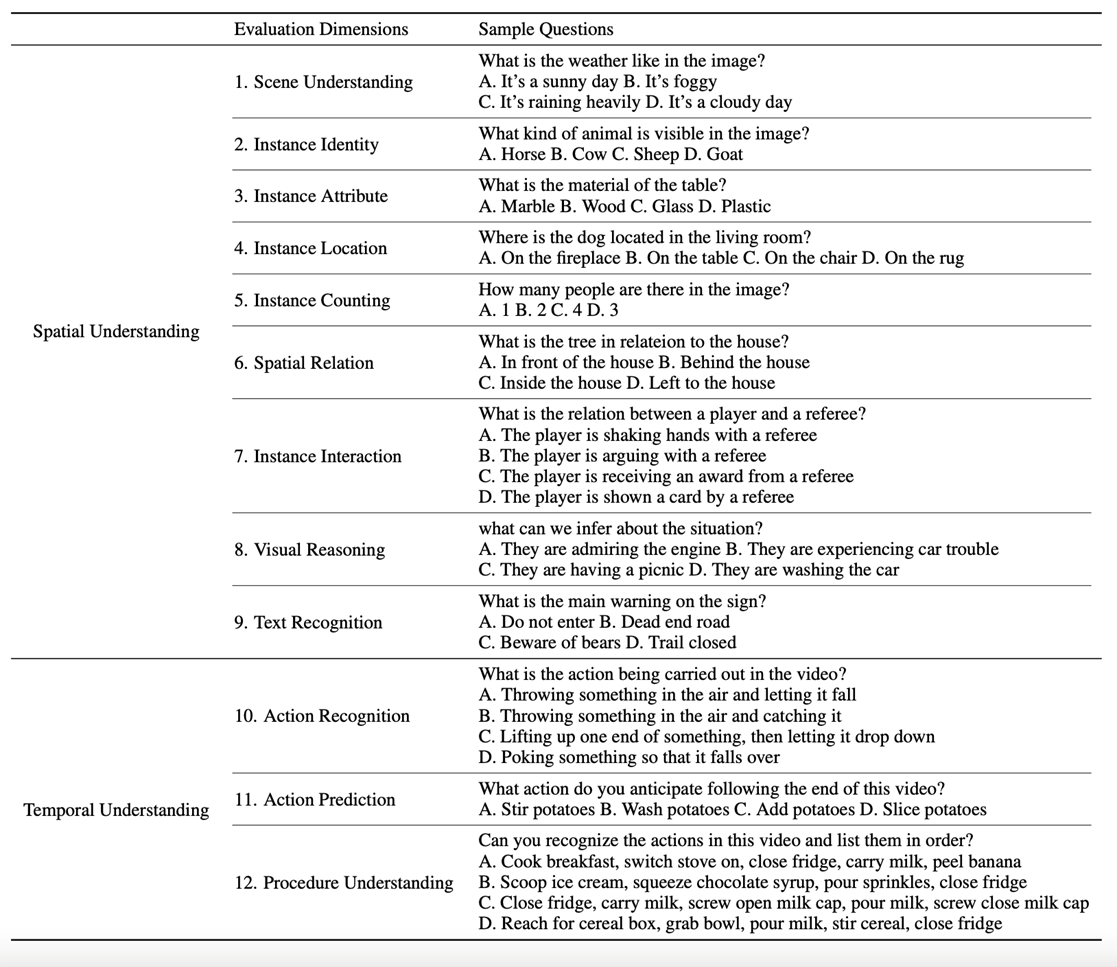 Evaluation Dimensions Sample Questions
Spatial Understanding
1. Scene Understanding
What is the weather like in the image?
A. It’s a sunny day B. It’s foggy
C. It’s raining heavily D. It’s a cloudy day
2. Instance Identity
What kind of animal is visible in the image?
A. Horse B. Cow C. Sheep D. Goat
3. Instance Attribute
What is the material of the table?
A. Marble B. Wood C. Glass D. Plastic
4. Instance Location
Where is the dog located in the living room?
A. On the fireplace B. On the table C. On the chair D. On the rug
5. Instance Counting
How many people are there in the image?
A. 1 B. 2 C. 4 D. 3
6. Spatial Relation
What is the tree in relateion to the house?
A. In front of the house B. Behind the house
C. Inside the house D. Left to the house
7. Instance Interaction
What is the relation between a player and a referee?
A. The player is shaking hands with a referee
B. The player is arguing with a referee
C. The player is receiving an award from a referee
D. The player is shown a card by a referee
8. Visual Reasoning
what can we infer about the situation?
A. They are admiring the engine B. They are experiencing car trouble
C. They are having a picnic D. They are washing the car
9. Text Recognition
What is the main warning on the sign?
A. Do not enter B. Dead end road
C. Beware of bears D. Trail closed
Temporal Understanding
10. Action Recognition
What is the action being carried out in the video?
A. Throwing something in the air and letting it fall
B. Throwing something in the air and catching it
C. Lifting up one end of something, then letting it drop down
D. Poking something so that it falls over
11. Action Prediction
What action do you anticipate following the end of this video?
A. Stir potatoes B. Wash potatoes C. Add potatoes D. Slice potatoes
12. Procedure Understanding
Can you recognize the actions in this video and list them in order?
A. Cook breakfast, switch stove on, close fridge, carry milk, peel banana
B. Scoop ice cream, squeeze chocolate syrup, pour sprinkles, close fridge
C. Close fridge, carry milk, screw open milk cap, pour milk, screw close milk cap
D. Reach for cereal box, grab bowl, pour milk, stir cereal, close fridge